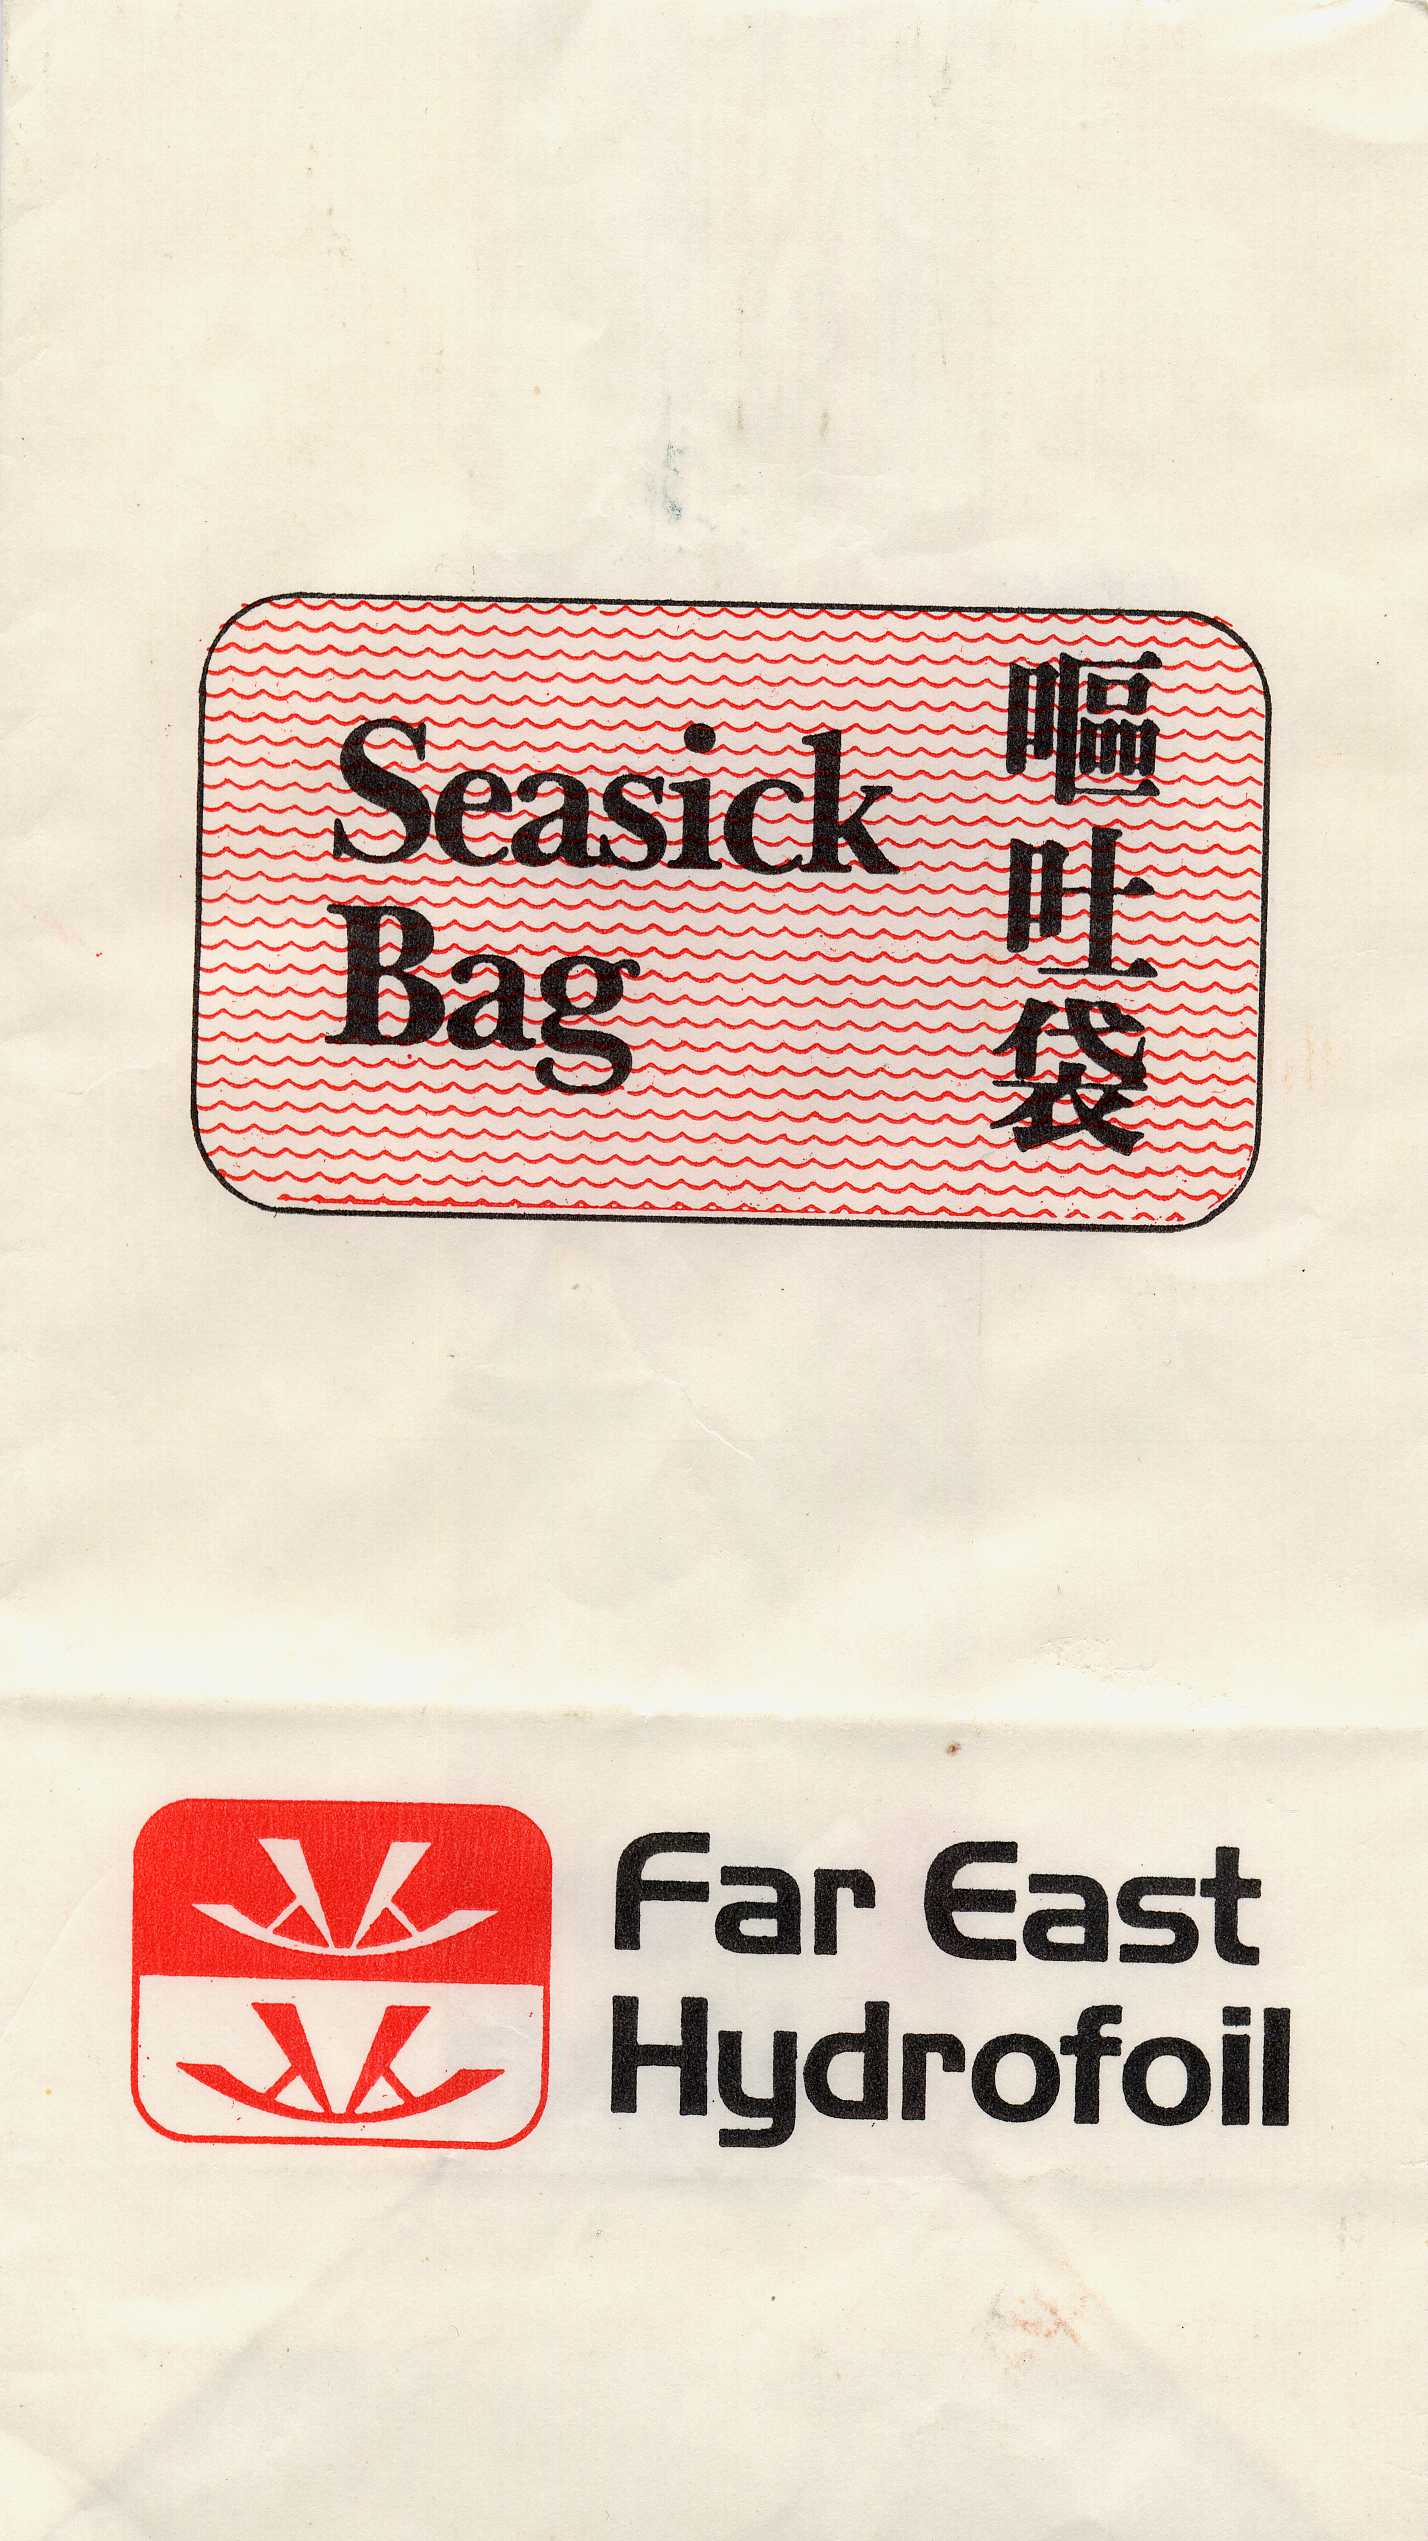 Seasick
Bag
嘔吐袋
Far East
Hydrofoil